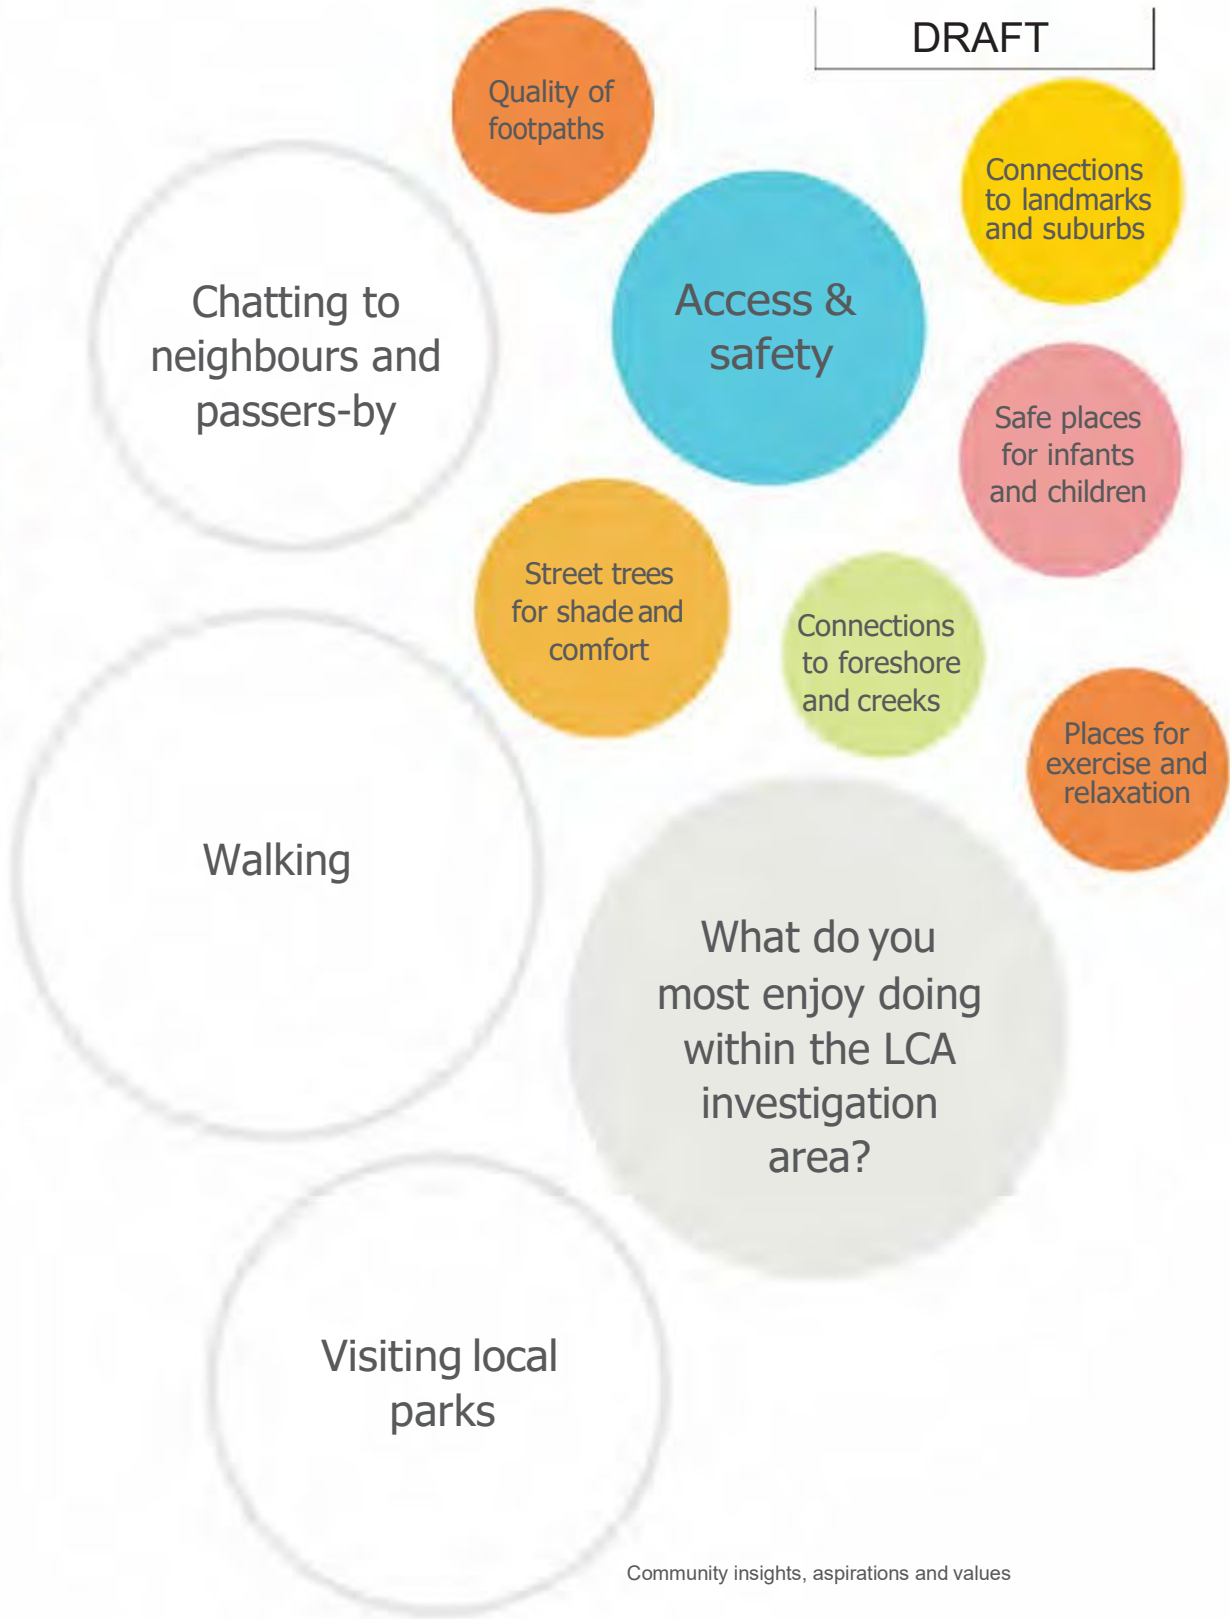 DRAFT
Quality of
footpaths
Connections
to landmarks
and suburbs
Chatting to
neighbours and
passers-by
Access &
safety
Safe places
for infants
and children
Street trees
for shade and
comfort
Connections
to foreshore
and creeks
Places for
exercise and
relaxation
Walking
What do you
most enjoy doing
within the LCA
investigation
area?
Visiting local
parks
Community insights, aspirations and values